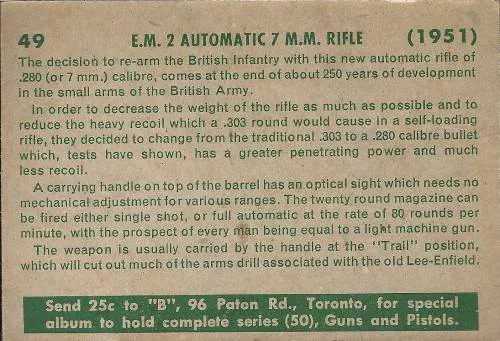 49 E.M. 2 AUTOMATIC 7 M.M. RIFLE (1951)
The decision to re-arm the British Infantry with this new automatic rifle of
.280 (or 7 mm.) calibre, comes at the end of about 250 years of development
in the small arms of the British Army.
In order to decrease the weight of the rifle as much as possible and to
reduce the heavy recoil which a .303 round would cause in a self-loading
rifle, they decided to change from the traditional .303 to a .280 calibre bullet
which, tests have shown, has a greater penetrating power and much
less recoil.
A carrying handle on top of the barrel has an optical sight which needs no
mechanical adjustment for various ranges. The twenty round magazine can
be fired either single shot, or full automatic at the rate of 80 rounds per
minute, with the prospect of every man being equal to a light machine gun.
The weapon is usually carried by the handle at the "Trail" position,
which will cut out much of the arms drill associated with the old Lee-Enfield.
Send 25c to "B", 96 Paton Rd., Toronto, for special
album to hold complete series (50), Guns and Pistols.